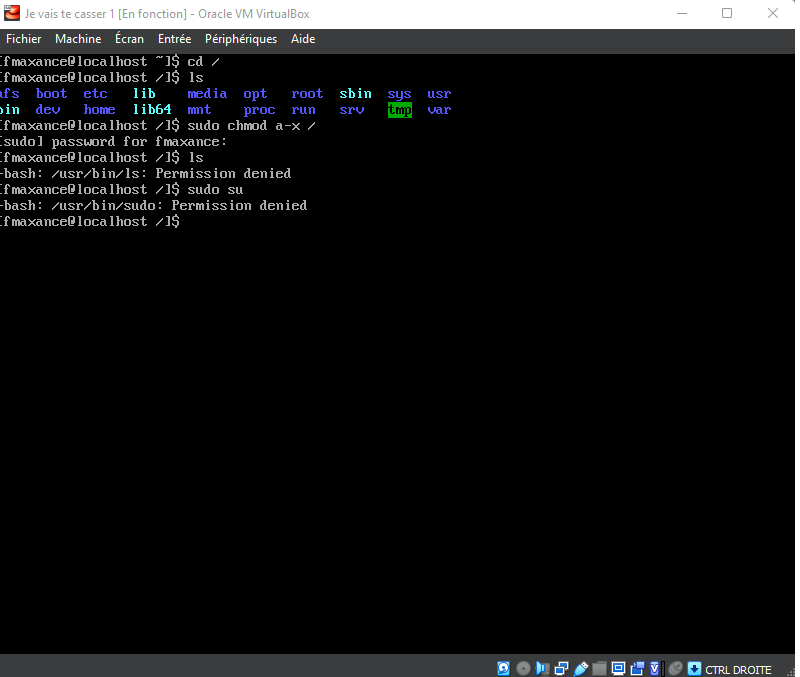 Je vais te casser 1 [En fonction] - Oracle VM VirtualBox
Fichier Machine Écran Entrée Périphériques Aide
[fmaxance@localhost ~]$ cd /
[fmaxance@localhost /]$ ls
afs boot etc lib media opt root sbin sys usr
bin dev home lib64 mnt proc run srv tmp var
[fmaxance@localhost /]$ sudo chmod a-x /
[sudo] password for fmaxance:
[fmaxance@localhost /]$ ls
-bash: /usr/bin/ls: Permission denied
[fmaxance@localhost /]$ sudo su
-bash: /usr/bin/sudo: Permission denied
[fmaxance@localhost /]$
CTRL DROITE